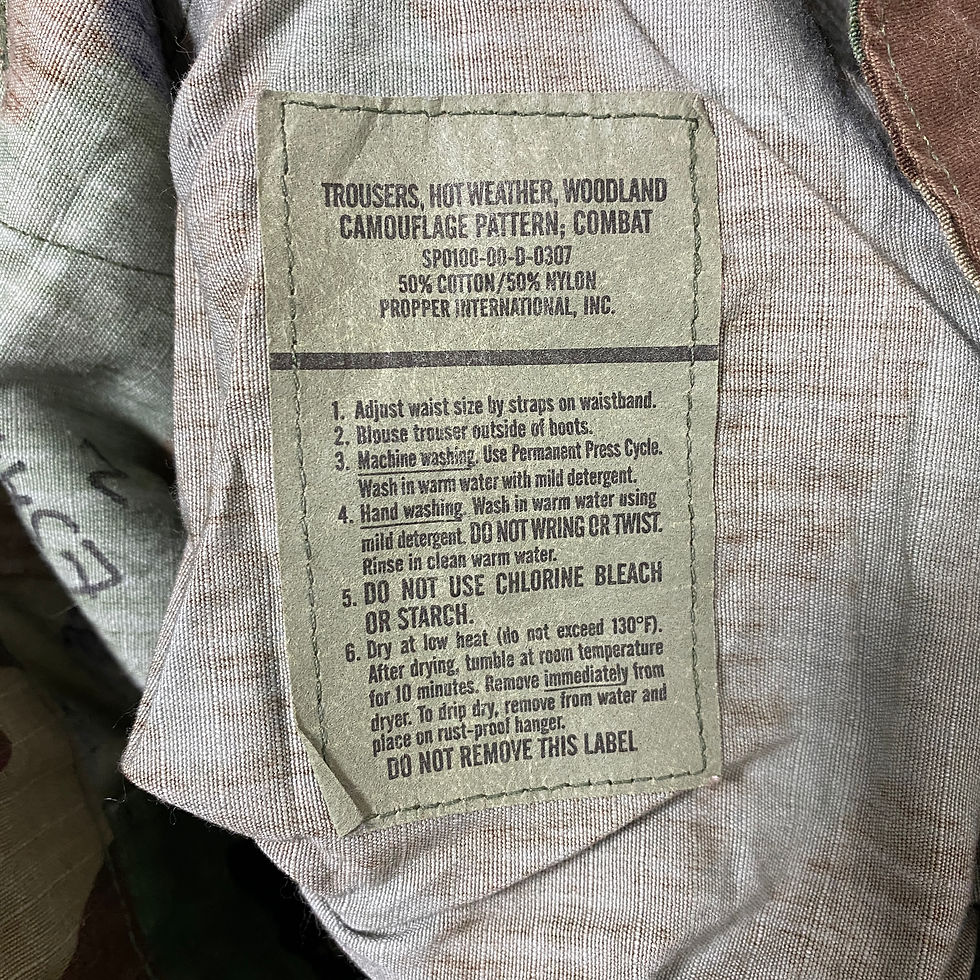 TROUSERS, HOT WEATHER, WOODLAND
CAMOUFLAGE PATTERN; COMBAT
SPO100-00-D-0307
50% COTTON/50% NYLON
PROPPER INTERNATIONAL, INC.
1. Adjust waist size by straps on waistband.
2. Blouse trouser outside of boots.
3. Machine washing. Use Permanent Press Cycle.
Wash in warm water with mild detergent.
4. Hand washing. Wash in warm water using
mild detergent. DO NOT WRING OR TWIST.
Rinse in clean warm water.
5. DO NOT USE CHLORINE BLEACH
OR STARCH.
6. Dry at low heat (do not exceed 130°F).
After drying, tumble at room temperature
for 10 minutes. Remove immediately from
dryer. To drip dry, remove from water and
place on rust-proof hanger.
DO NOT REMOVE THIS LABEL